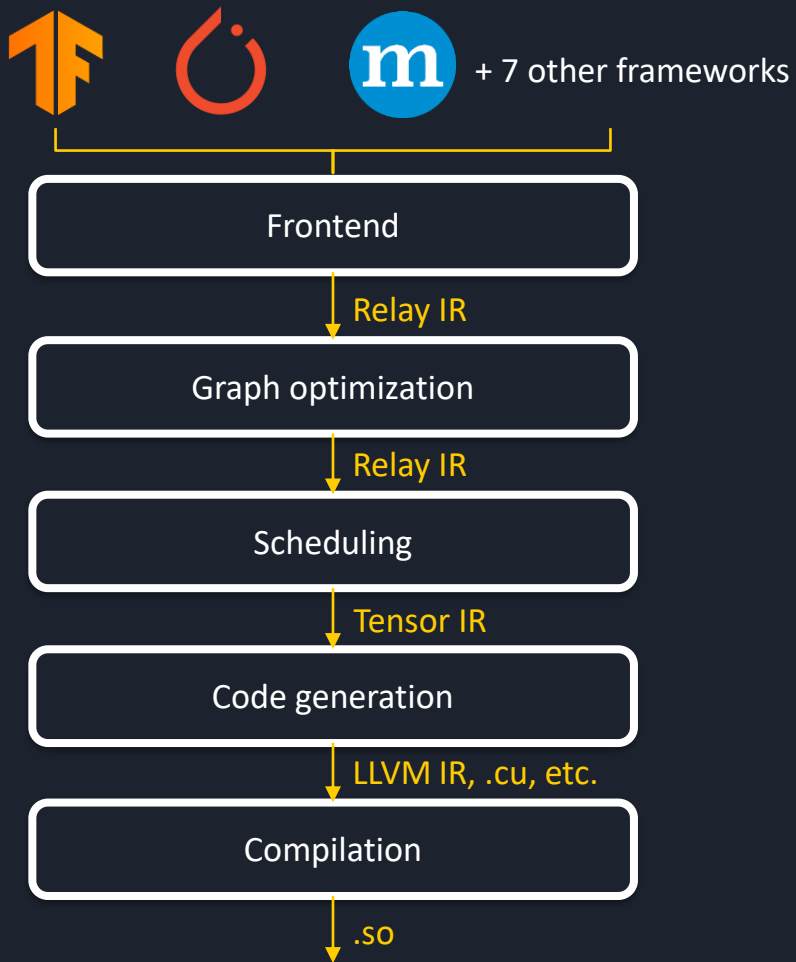 m + 7 other frameworks
Frontend
Relay IR
Graph optimization
Relay IR
Scheduling
Tensor IR
Code generation
LLVM IR, .cu, etc.
Compilation
.so